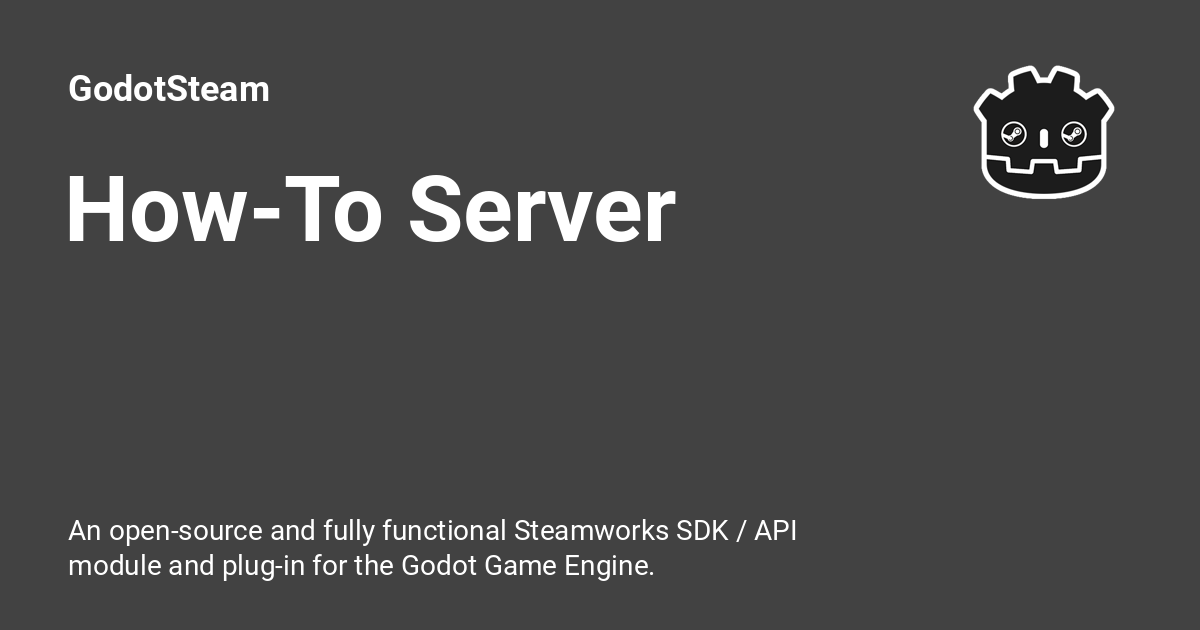 GodotSteam
How-To Server
An open-source and fully functional Steamworks SDK / API
module and plug-in for the Godot Game Engine.